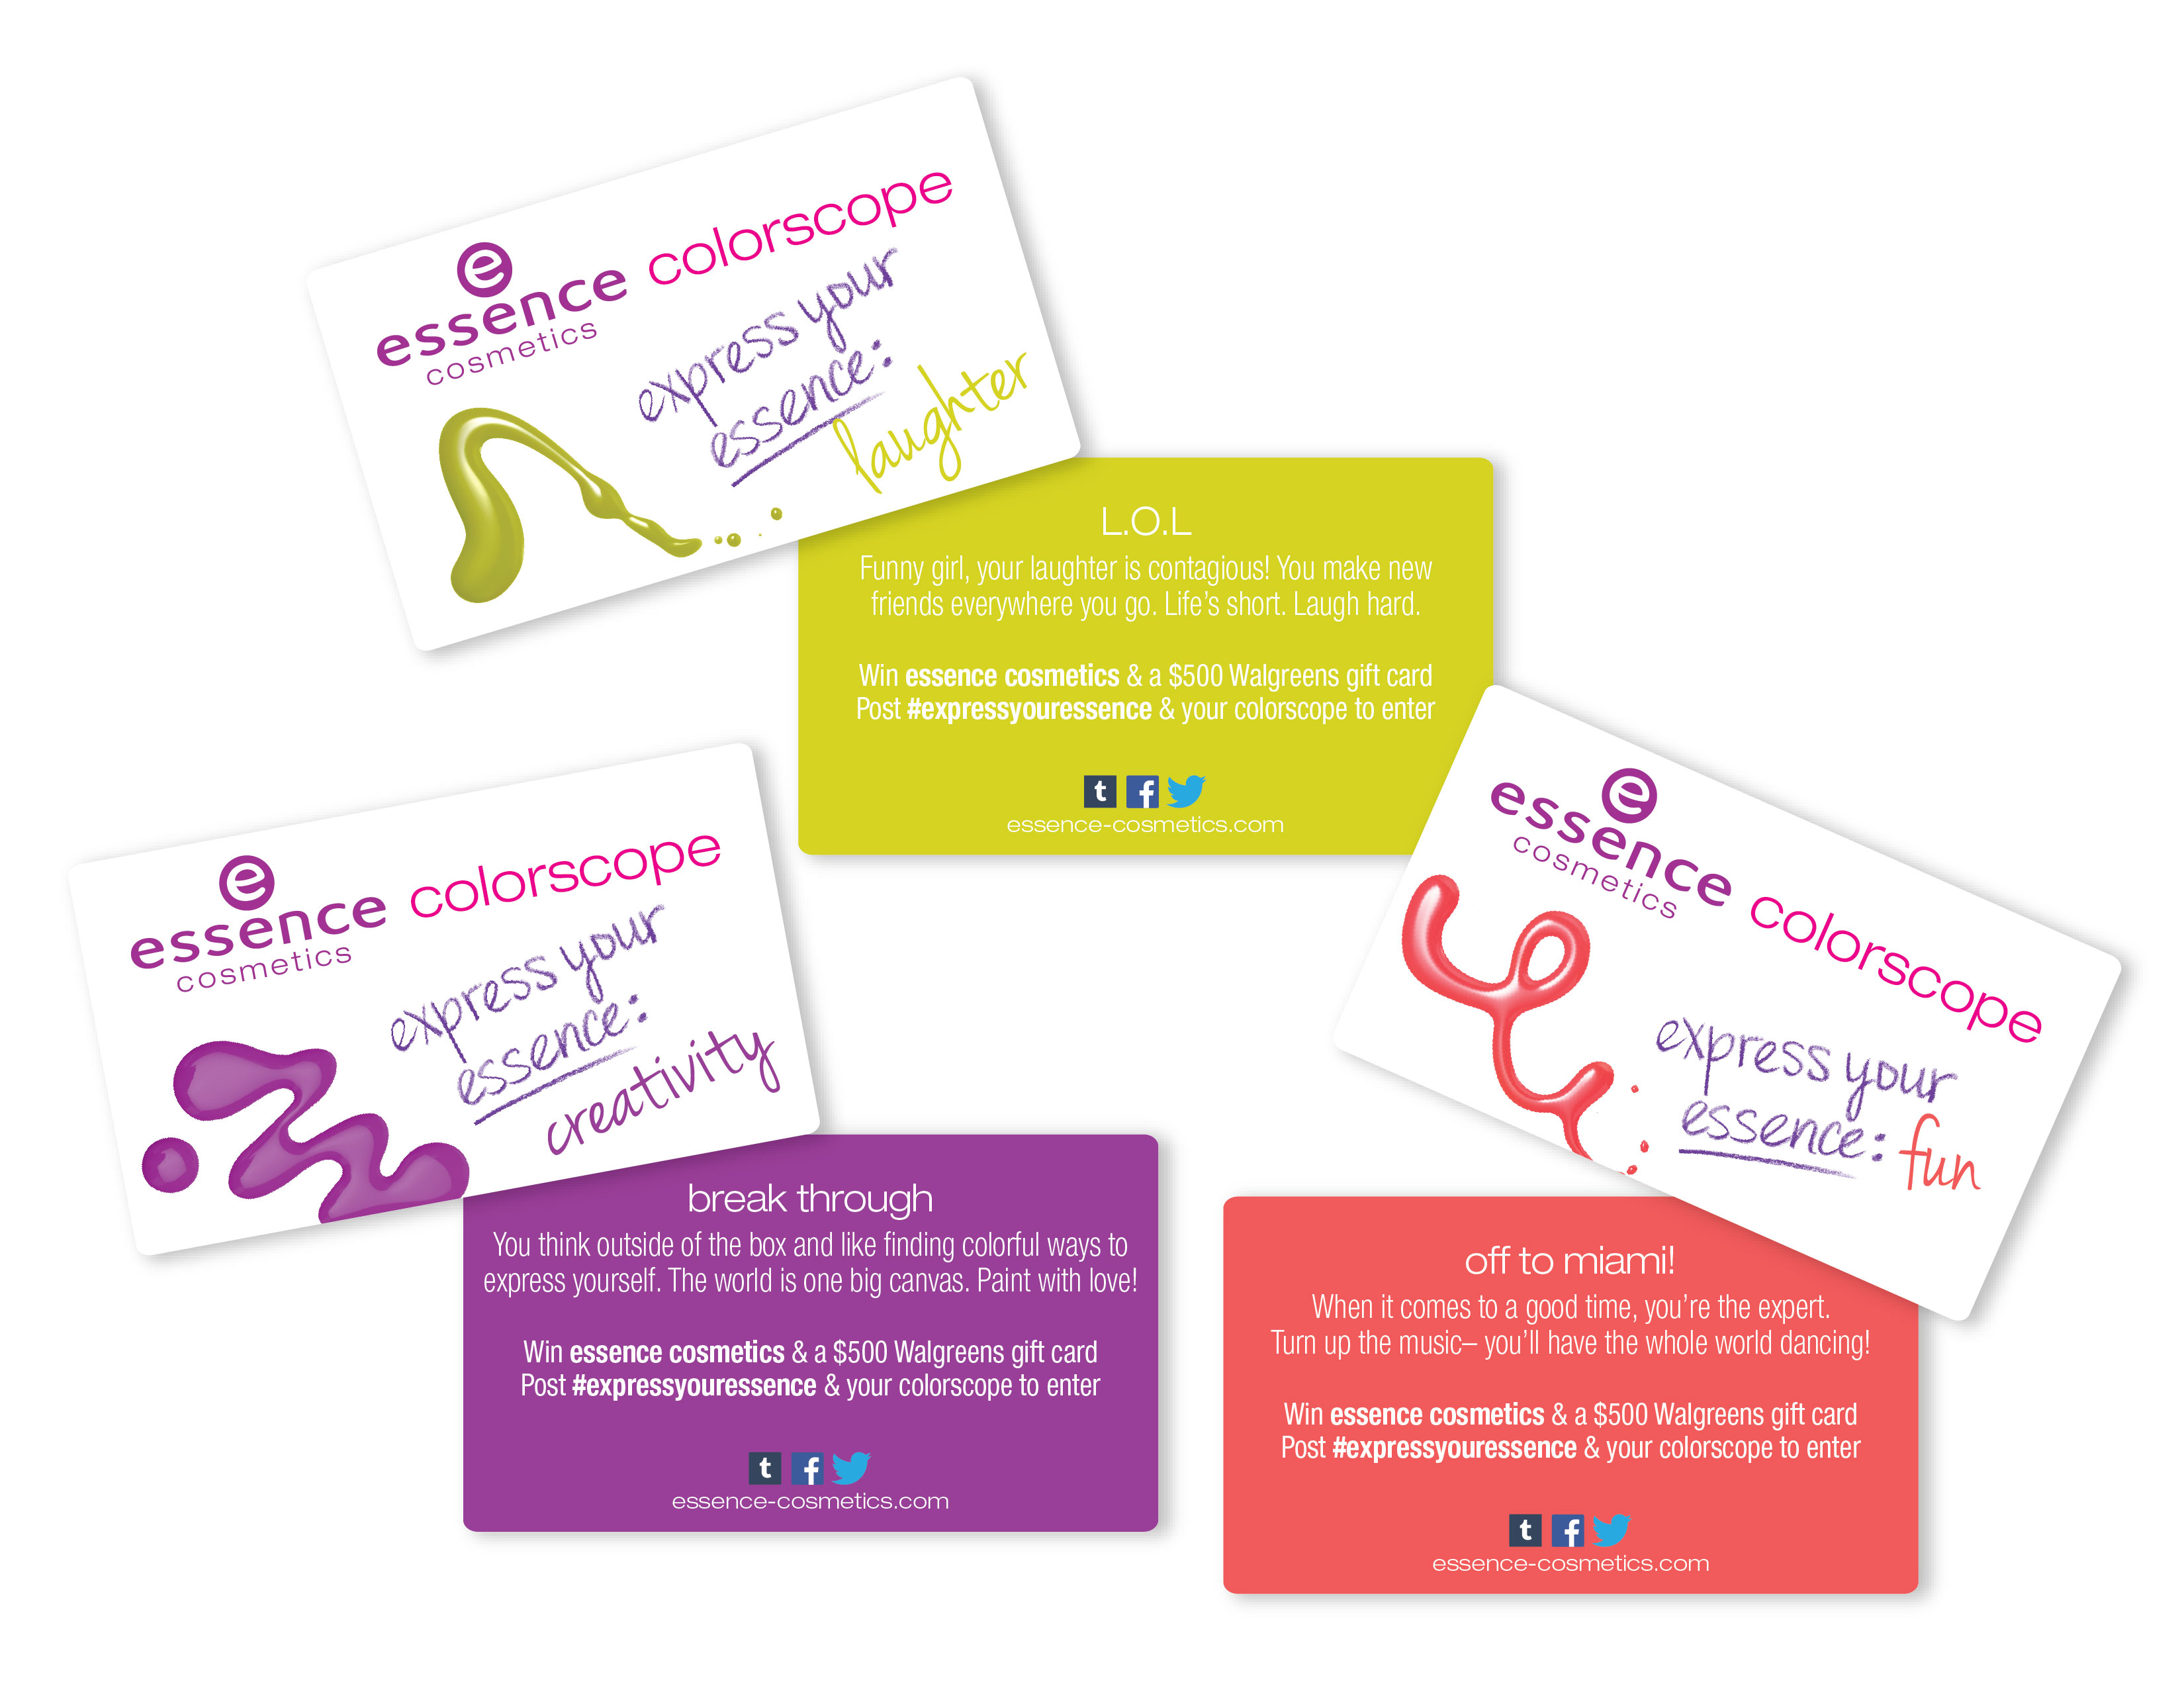 e
essence colorscope
cosmetics
express your
essence:
laughter
L.O.L
Funny girl, your laughter is contagious! You make new
friends everywhere you go. Life's short. Laugh hard.
Win essence cosmetics & a $500 Walgreens gift card
Post #expressyouressence & your colorscope to enter
t f
essence-cosmetics.com
e
essence colorscope
cosmetics
express your
essence:
creativity
break through
You think outside of the box and like finding colorful ways to
express yourself. The world is one big canvas. Paint with love!
Win essence cosmetics & a $500 Walgreens gift card
Post #expressyouressence & your colorscope to enter
t f
essence-cosmetics.com
e
essence colorscope
cosmetics
express your
essence: fun
off to miami!
When it comes to a good time, you're the expert.
Turn up the music– you'll have the whole world dancing!
Win essence cosmetics & a $500 Walgreens gift card
Post #expressyouressence & your colorscope to enter
t f
essence-cosmetics.com